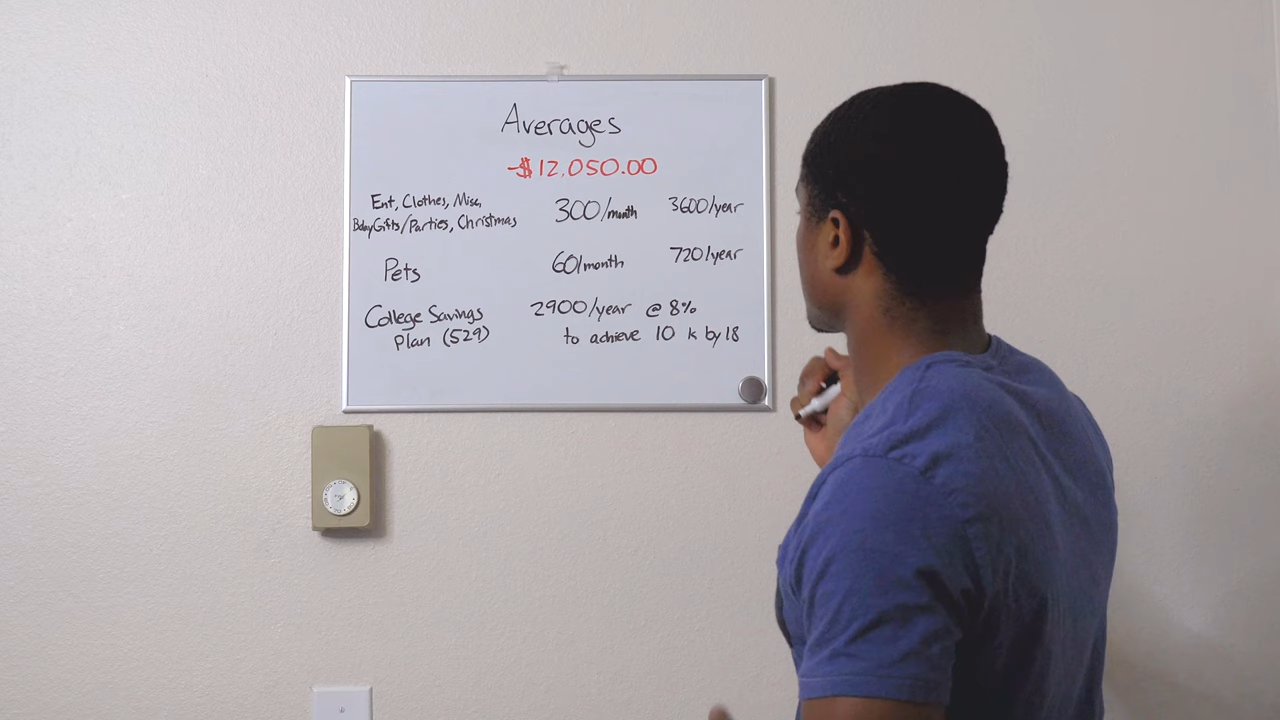 Averages
-$12,050.00
Ent, Clothes, Misc, 300/month 3600/year
Gifts/Parties, Christmas
Pets 60/month 720/year
College Savings 2900/year @ 8%
Plan (529) to achieve 10 k by 18